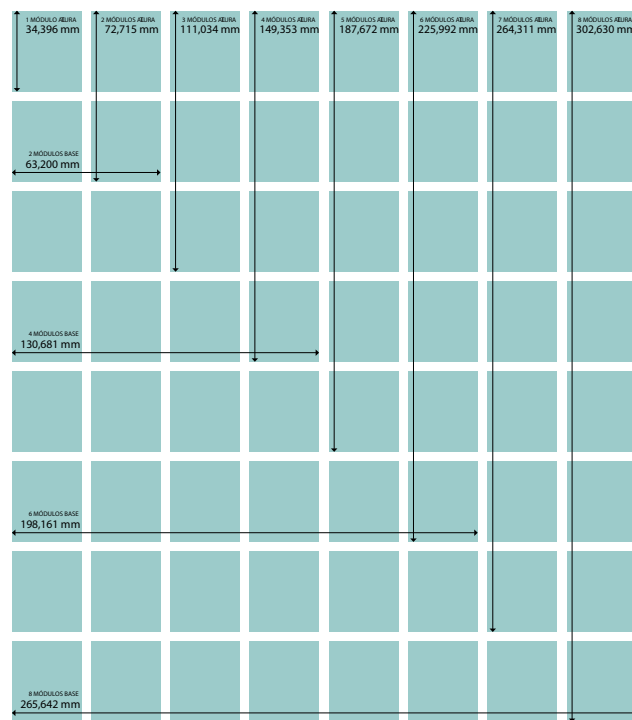 1 MÓDULO ALTURA
34,396 mm
2 MÓDULOS ALTURA
72,715 mm
3 MÓDULOS ALTURA
111,034 mm
4 MÓDULOS ALTURA
149,353 mm
5 MÓDULOS ALTURA
187,672 mm
6 MÓDULOS ALTURA
225,992 mm
7 MÓDULOS ALTURA
264,311 mm
8 MÓDULOS ALTURA
302,630 mm
2 MÓDULOS BASE
63,200 mm
4 MÓDULOS BASE
130,681 mm
6 MÓDULOS BASE
198,161 mm
8 MÓDULOS BASE
265,642 mm